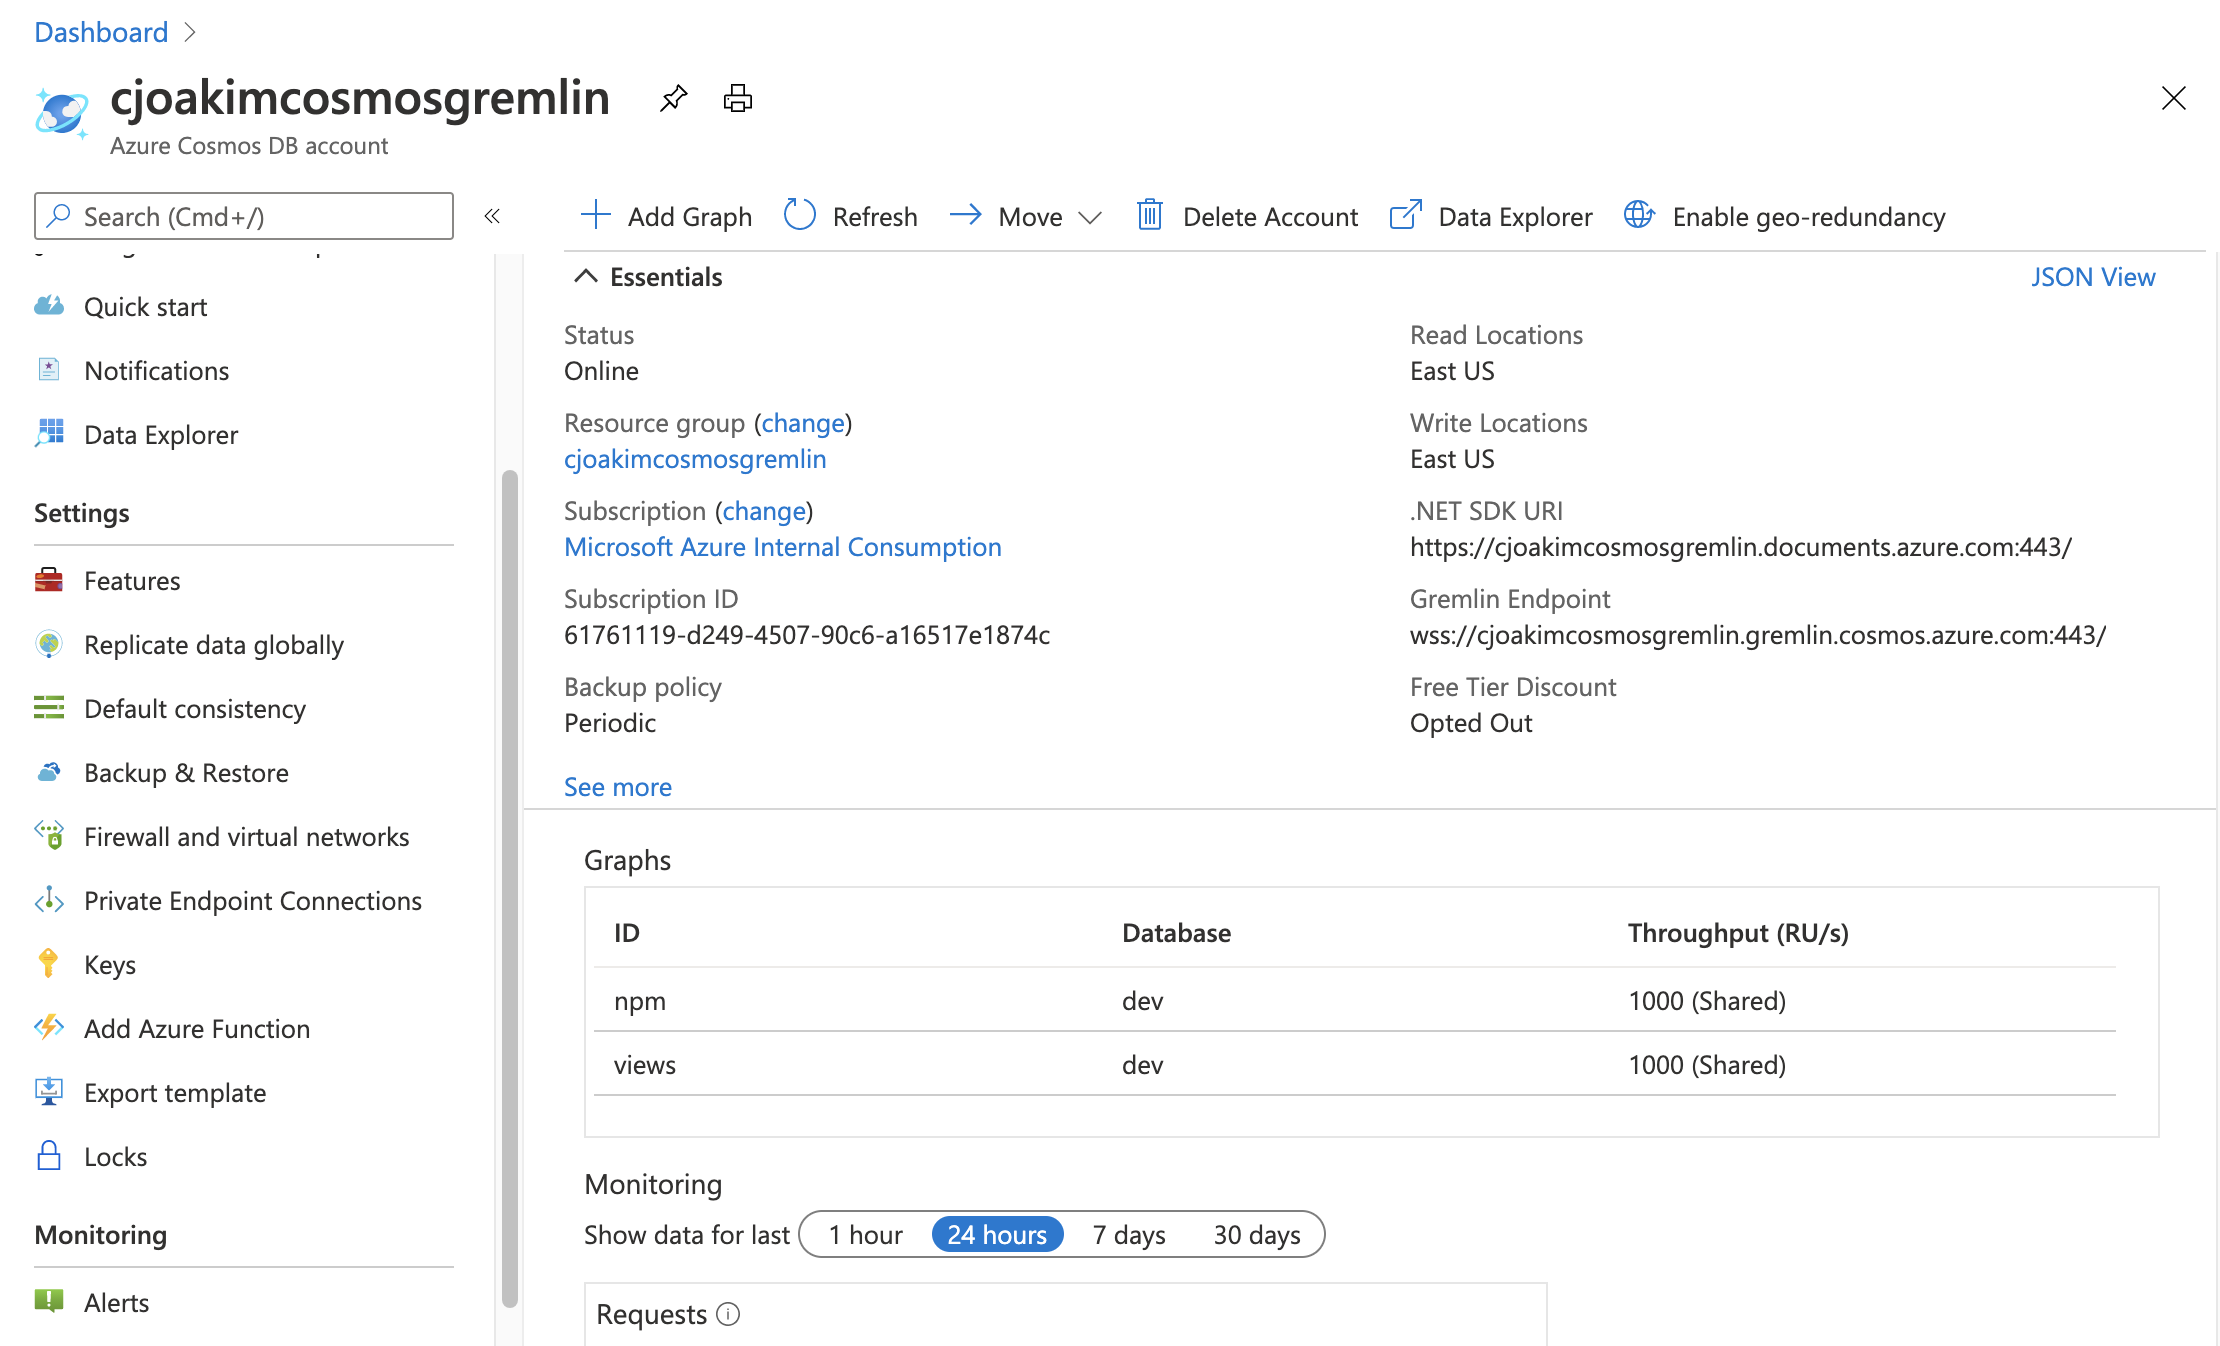 Dashboard
cjoakimcosmosgremlin
Azure Cosmos DB account
Search (Cmd+/)
«
Quick start
Notifications
Data Explorer
Settings
Features
Replicate data globally
Default consistency
Backup & Restore
Firewall and virtual networks
Private Endpoint Connections
Keys
Add Azure Function
Export template
Locks
Monitoring
Alerts
Add Graph Refresh Move Delete Account Data Explorer Enable geo-redundancy
Essentials
JSON View
Status
Online
Resource group (change)
cjoakimcosmosgremlin
Subscription (change)
Microsoft Azure Internal Consumption
Subscription ID
61761119-d249-4507-90c6-a16517e1874c
Backup policy
Periodic
See more
Read Locations
East US
Write Locations
East US
.NET SDK URI
https://cjoakimcosmosgremlin.documents.azure.com:443/
Gremlin Endpoint
wss://cjoakimcosmosgremlin.gremlin.cosmos.azure.com:443/
Free Tier Discount
Opted Out
Graphs
ID Database Throughput (RU/s)
npm dev 1000 (Shared)
views dev 1000 (Shared)
Monitoring
Show data for last 1 hour 24 hours 7 days 30 days
Requests